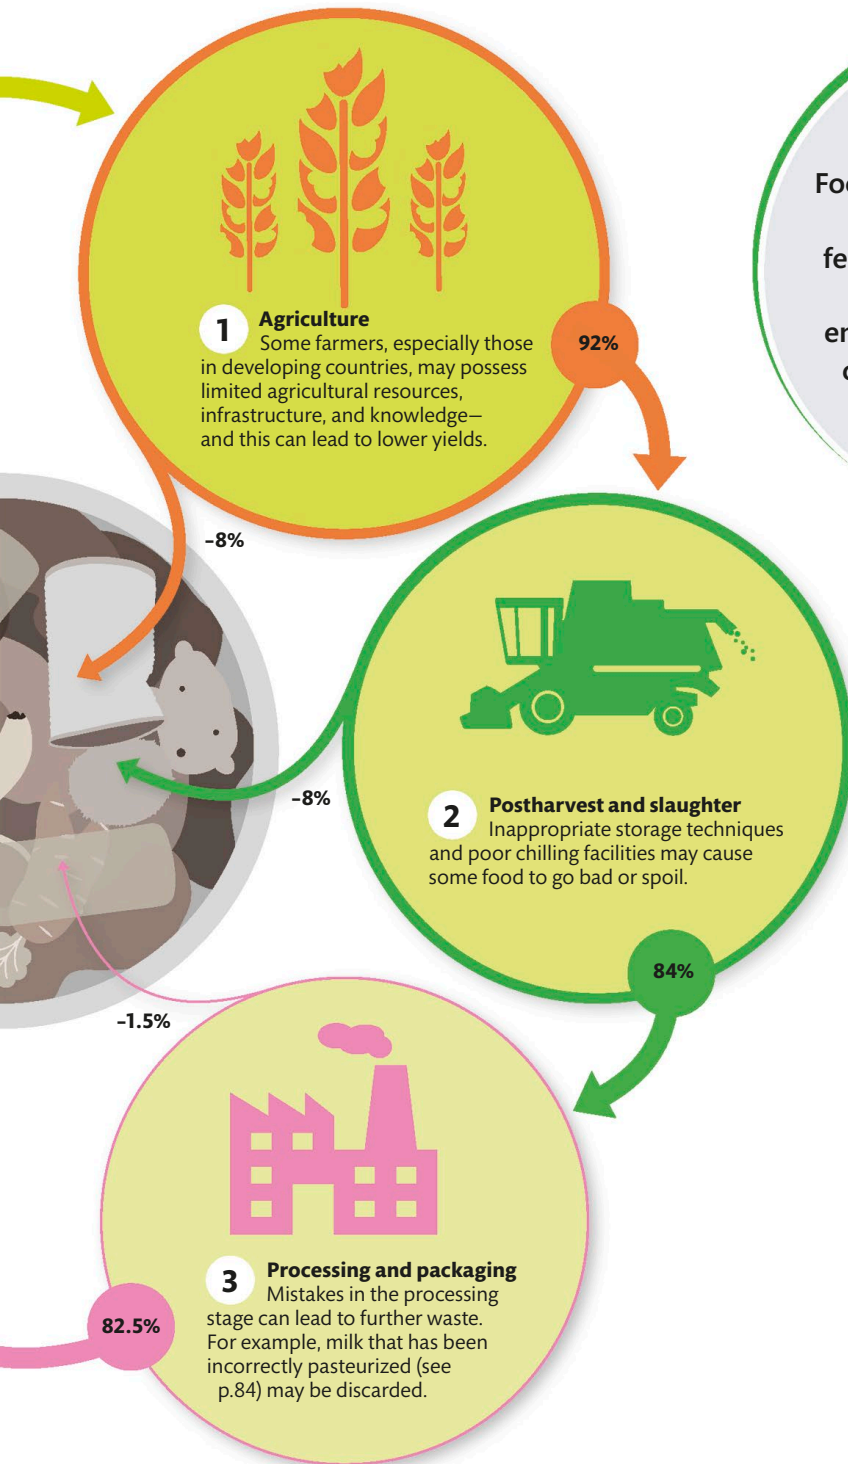 1
Agriculture
Some farmers, especially those
in developing countries, may possess
limited agricultural resources,
infrastructure, and knowledge—
and this can lead to lower yields.
92%
–8%
2
Postharvest and slaughter
Inappropriate storage techniques
and poor chilling facilities may cause
some food to go bad or spoil.
–8%
84%
–1.5%
3
Processing and packaging
Mistakes in the processing
stage can lead to further waste.
For example, milk that has been
incorrectly pasteurized (see
p.84) may be discarded.
82.5%